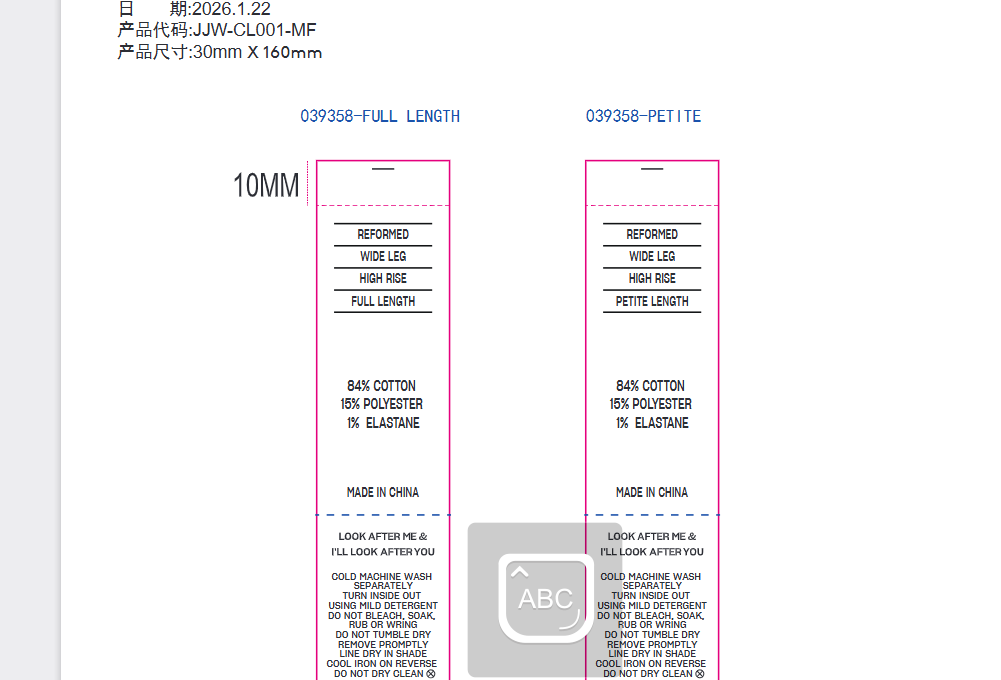 日　　期:2026.1.22
产品代码:JJW-CL001-MF
产品尺寸:30mm X 160mm
039358-FULL LENGTH
039358-PETITE
10MM
REFORMED
WIDE LEG
HIGH RISE
FULL LENGTH
84% COTTON
15% POLYESTER
1% ELASTANE
MADE IN CHINA
LOOK AFTER ME &
I'LL LOOK AFTER YOU
COLD MACHINE WASH
SEPARATELY
TURN INSIDE OUT
USING MILD DETERGENT
DO NOT BLEACH, SOAK,
RUB OR WRING
DO NOT TUMBLE DRY
REMOVE PROMPTLY
LINE DRY IN SHADE
COOL IRON ON REVERSE
DO NOT DRY CLEAN
REFORMED
WIDE LEG
HIGH RISE
PETITE LENGTH
84% COTTON
15% POLYESTER
1% ELASTANE
MADE IN CHINA
LOOK AFTER ME &
I'LL LOOK AFTER YOU
COLD MACHINE WASH
SEPARATELY
TURN INSIDE OUT
USING MILD DETERGENT
DO NOT BLEACH, SOAK,
RUB OR WRING
DO NOT TUMBLE DRY
REMOVE PROMPTLY
LINE DRY IN SHADE
COOL IRON ON REVERSE
DO NOT DRY CLEAN
ABC